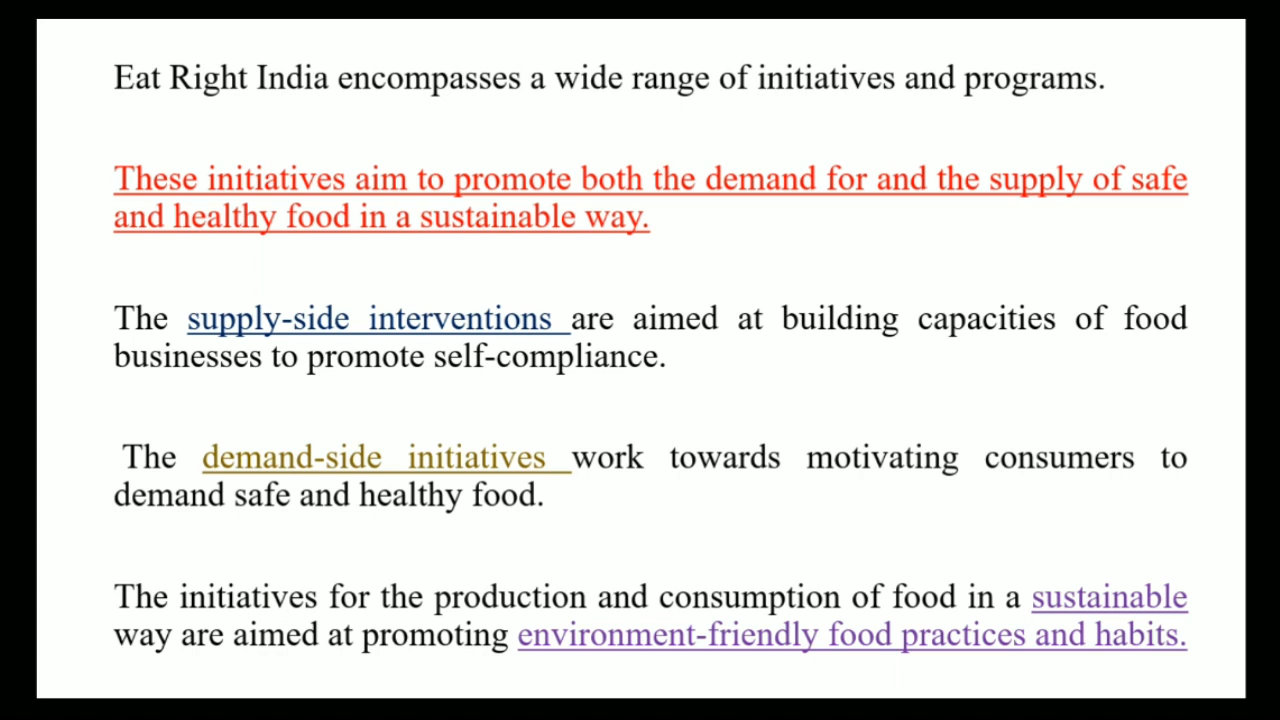 Eat Right India encompasses a wide range of initiatives and programs.
These initiatives aim to promote both the demand for and the supply of safe
and healthy food in a sustainable way.
The supply-side interventions are aimed at building capacities of food
businesses to promote self-compliance.
The demand-side initiatives work towards motivating consumers to
demand safe and healthy food.
The initiatives for the production and consumption of food in a sustainable
way are aimed at promoting environment-friendly food practices and habits.